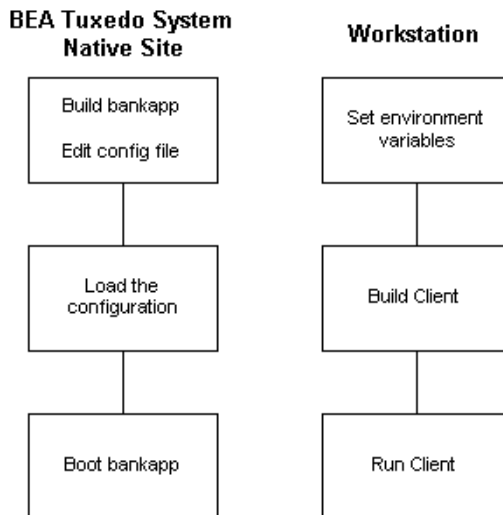 BEA Tuxedo System
Native Site
Build bankapp
Edit config file
Load the
configuration
Boot bankapp
Workstation
Set environment
variables
Build Client
Run Client